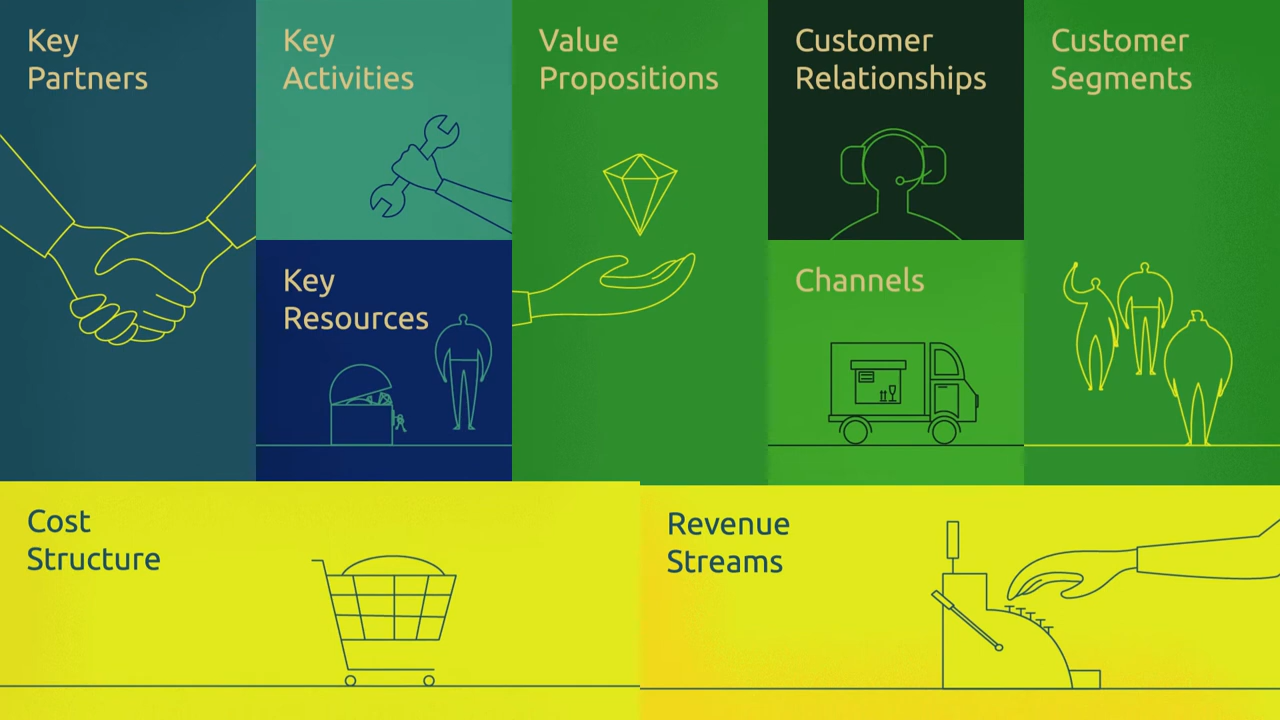 Key
Partners
Key
Activities
Key
Resources
Value
Propositions
Customer
Relationships
Channels
Customer
Segments
Cost
Structure
Revenue
Streams